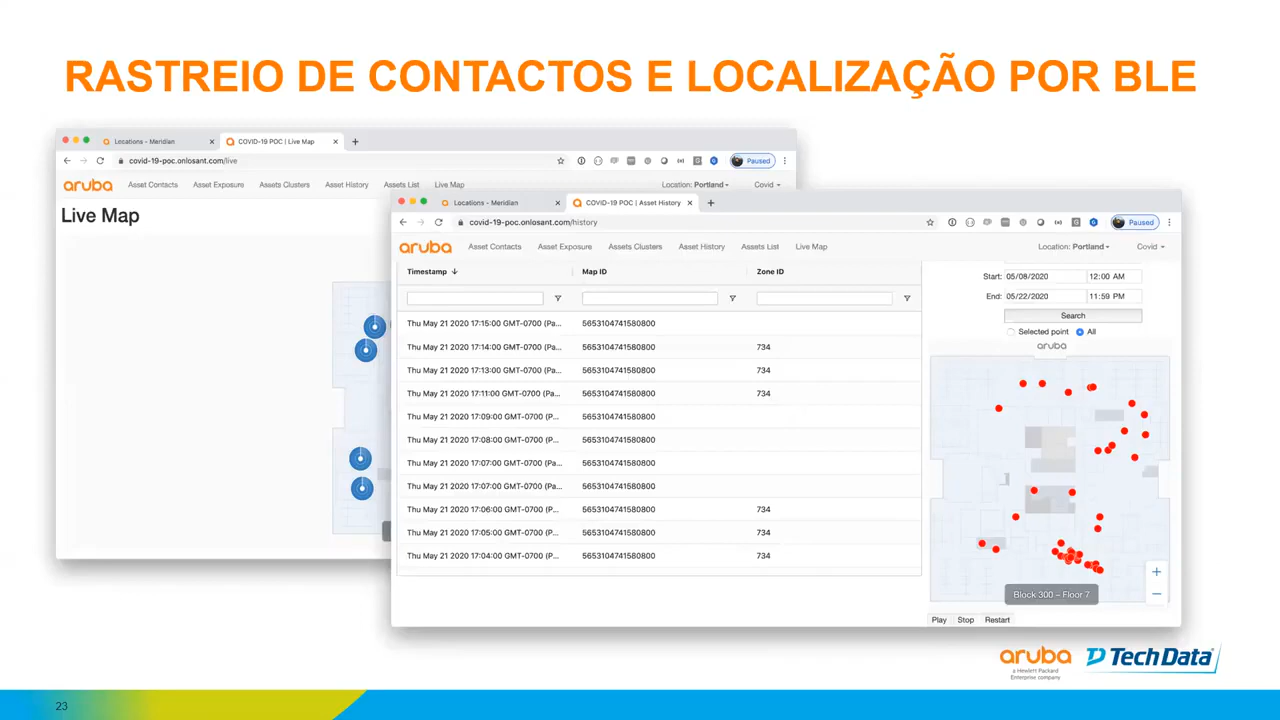 RASTREIO DE CONTACTOS E LOCALIZAÇÃO POR BLE
Locations - Meridian
COVID-19 POC | Live Map
covid-19-poc.onlosant.com/live
Paused
aruba Asset Contacts Asset Exposure Assets Clusters Asset History Assets List Live Map Location: Portland Covid
Live Map
Locations - Meridian
COVID-19 POC | Asset History
covid-19-poc.onlosant.com/history
Paused
aruba Asset Contacts Asset Exposure Assets Clusters Asset History Assets List Live Map Location: Portland Covid
Timestamp Map ID Zone ID
Thu May 21 2020 17:15:00 GMT-0700 (Pa... 5653104741580800
Thu May 21 2020 17:14:00 GMT-0700 (Pa... 5653104741580800 734
Thu May 21 2020 17:13:00 GMT-0700 (Pa... 5653104741580800 734
Thu May 21 2020 17:11:00 GMT-0700 (Pa... 5653104741580800 734
Thu May 21 2020 17:09:00 GMT-0700 (P... 5653104741580800
Thu May 21 2020 17:08:00 GMT-0700 (P... 5653104741580800
Thu May 21 2020 17:07:00 GMT-0700 (P... 5653104741580800
Thu May 21 2020 17:07:00 GMT-0700 (P... 5653104741580800
Thu May 21 2020 17:06:00 GMT-0700 (P... 5653104741580800 734
Thu May 21 2020 17:05:00 GMT-0700 (P... 5653104741580800 734
Thu May 21 2020 17:04:00 GMT-0700 (P... 5653104741580800 734
Start: 05/08/2020 12:00 AM
End: 05/22/2020 11:59 PM
Search
Selected point All
aruba
Block 300 – Floor 7
+
−
Play Stop Restart
aruba
a Hewlett Packard
Enterprise company
TechData
23